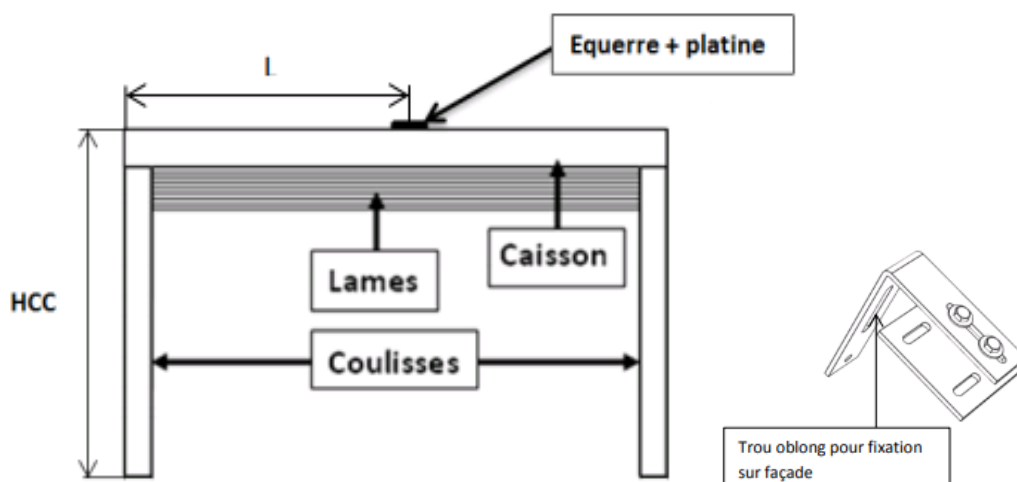 Equerre + platine
L
HCC
Caisson
Lames
Coulisses
Trou oblong pour fixation
sur façade